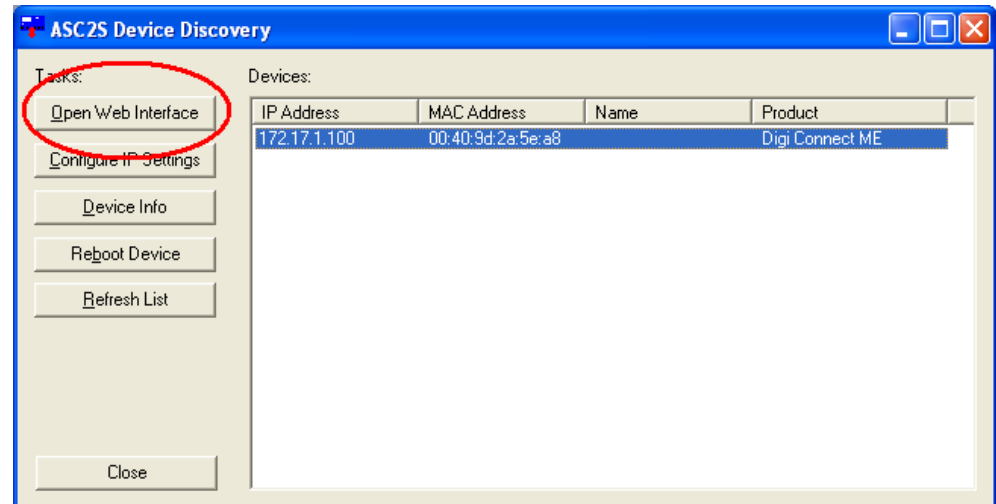 ASC2S Device Discovery
Tasks:
Devices:
Open Web Interface
Configure IP Settings
Device Info
Reboot Device
Refresh List
Close
IP Address MAC Address Name Product
172.17.1.100 00:40:9d:2a:5e:a8 Digi Connect ME